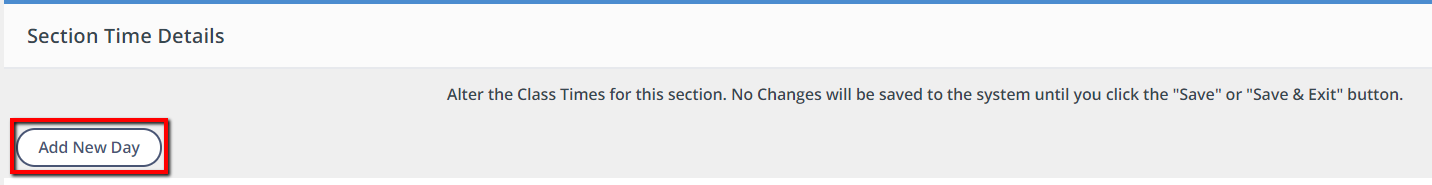 Section Time Details
Alter the Class Times for this section. No Changes will be saved to the system until you click the "Save" or "Save & Exit" button.
Add New Day